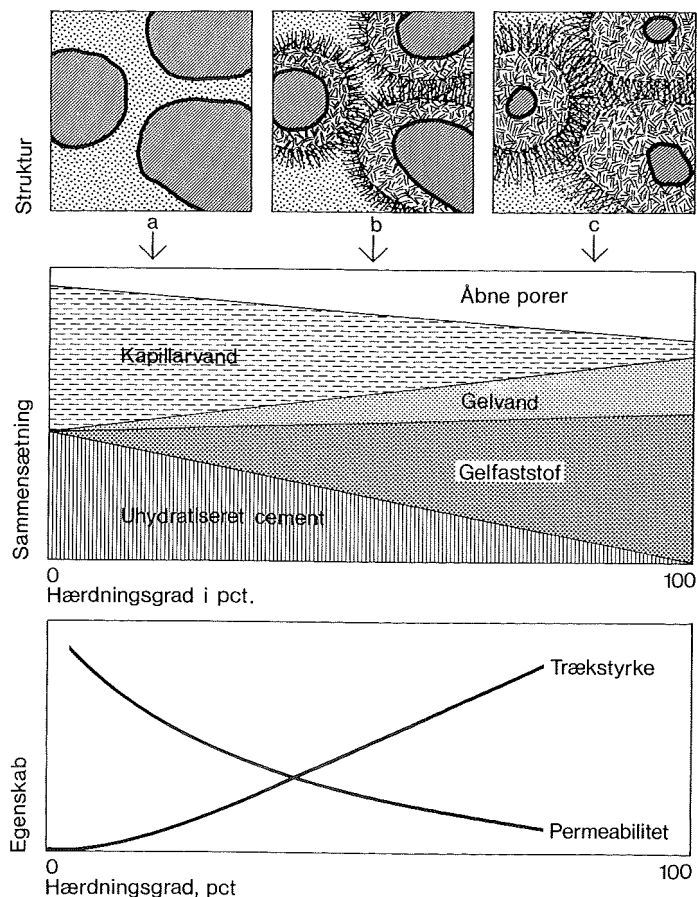 Struktur
a
b
c
Sammensætning
Åbne porer
Kapillarvand
Gelvand
Gelfaststof
Uhydratiseret cement
0
100
Hærdningsgrad i pct.
Egenskab
Trækstyrke
Permeabilitet
0
100
Hærdningsgrad, pct